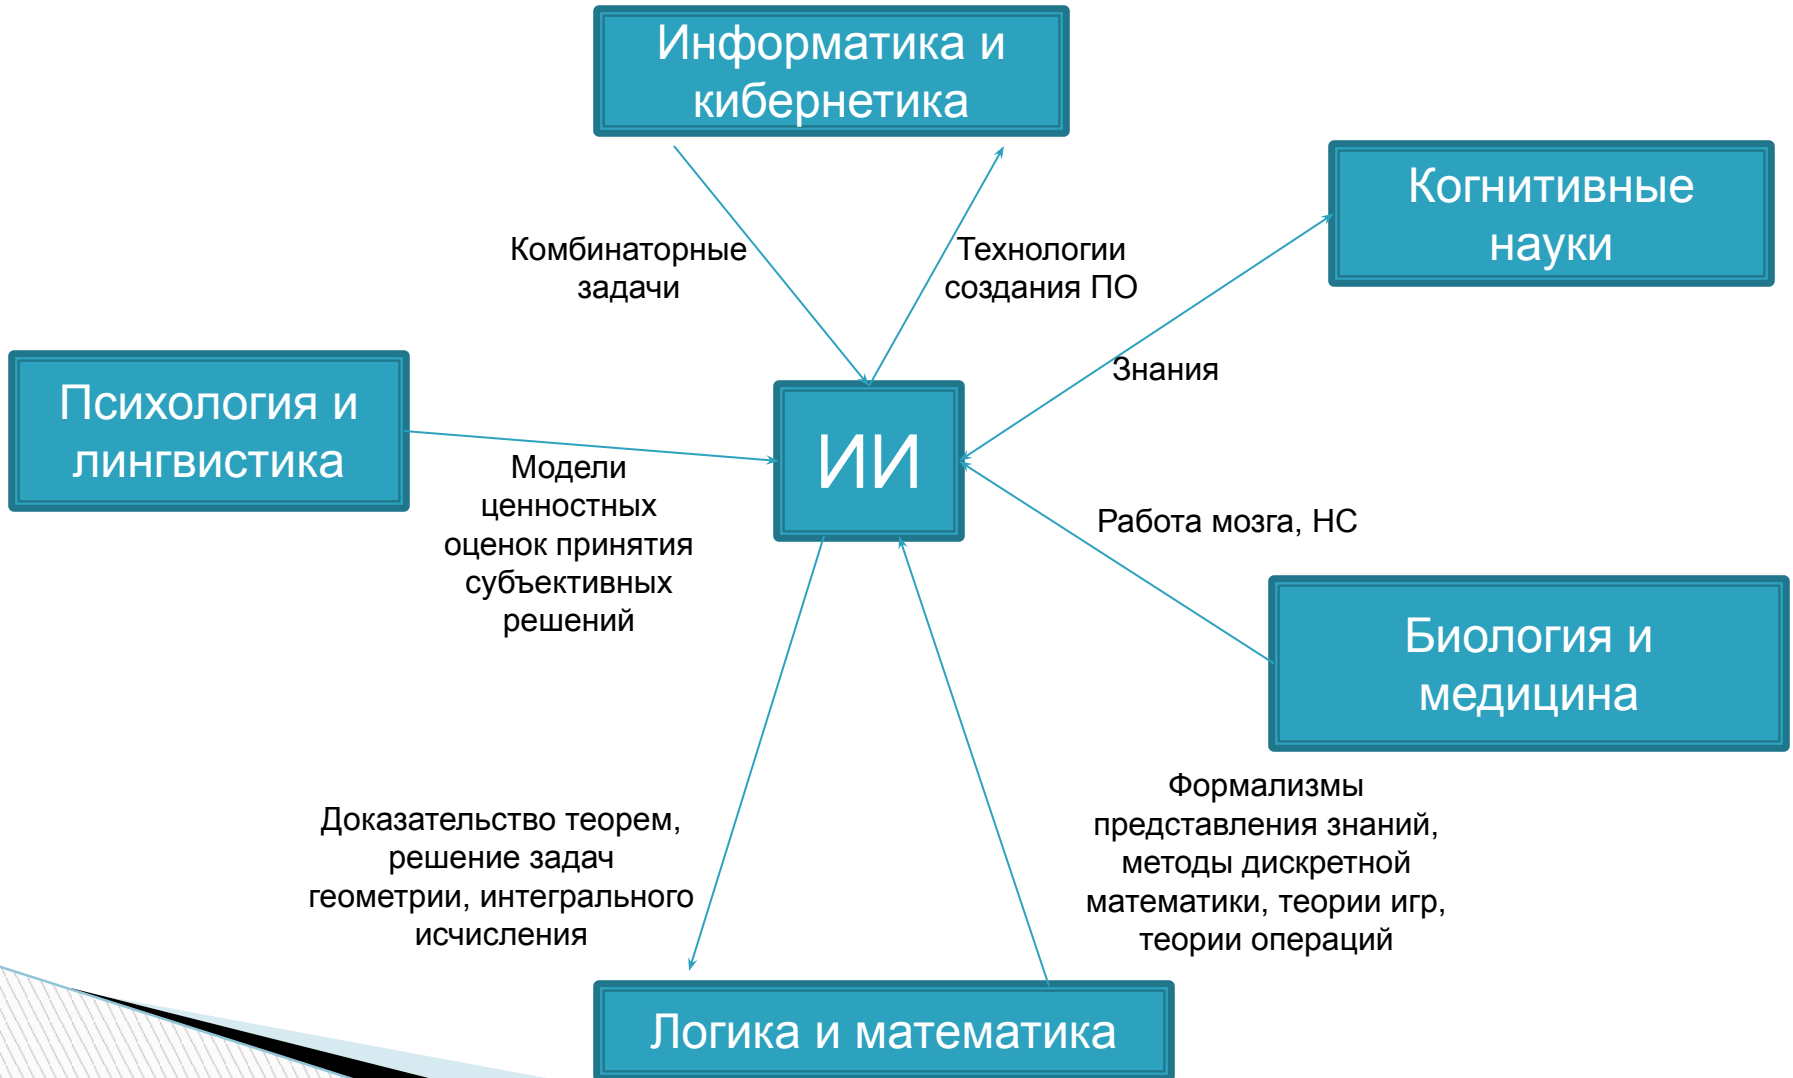 Информатика и
кибернетика
Когнитивные
науки
Комбинаторные
задачи
Технологии
создания ПО
Знания
Психология и
лингвистика
ИИ
Модели
ценностных
оценок принятия
субъективных
решений
Работа мозга, НС
Биология и
медицина
Доказательство теорем,
решение задач
геометрии, интегрального
исчисления
Формализмы
представления знаний,
методы дискретной
математики, теории игр,
теории операций
Логика и математика